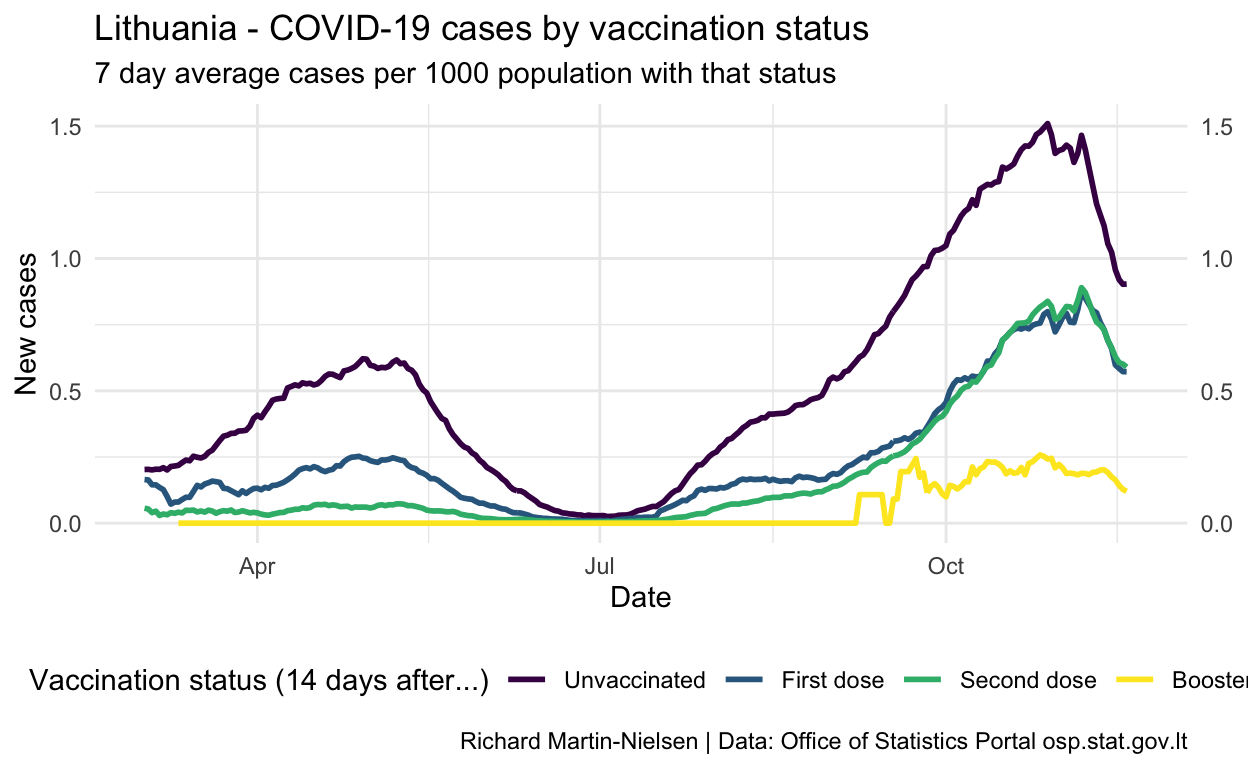 Lithuania - COVID-19 cases by vaccination status
7 day average cases per 1000 population with that status
1.5 1.5
1.0 1.0
0.5 0.5
0.0 0.0
New cases
Apr Jul Oct
Date
Vaccination status (14 days after...) Unvaccinated First dose Second dose Booster
Richard Martin-Nielsen | Data: Office of Statistics Portal osp.stat.gov.lt